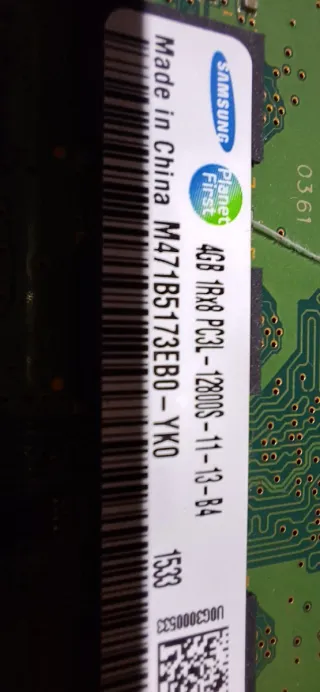 SAMSUNG
Planet
First
4GB 1Rx8 PC3L-12800S-11-13-B4
Made in China M471B5173EB0-YK0
1533
U0G3000533
0361